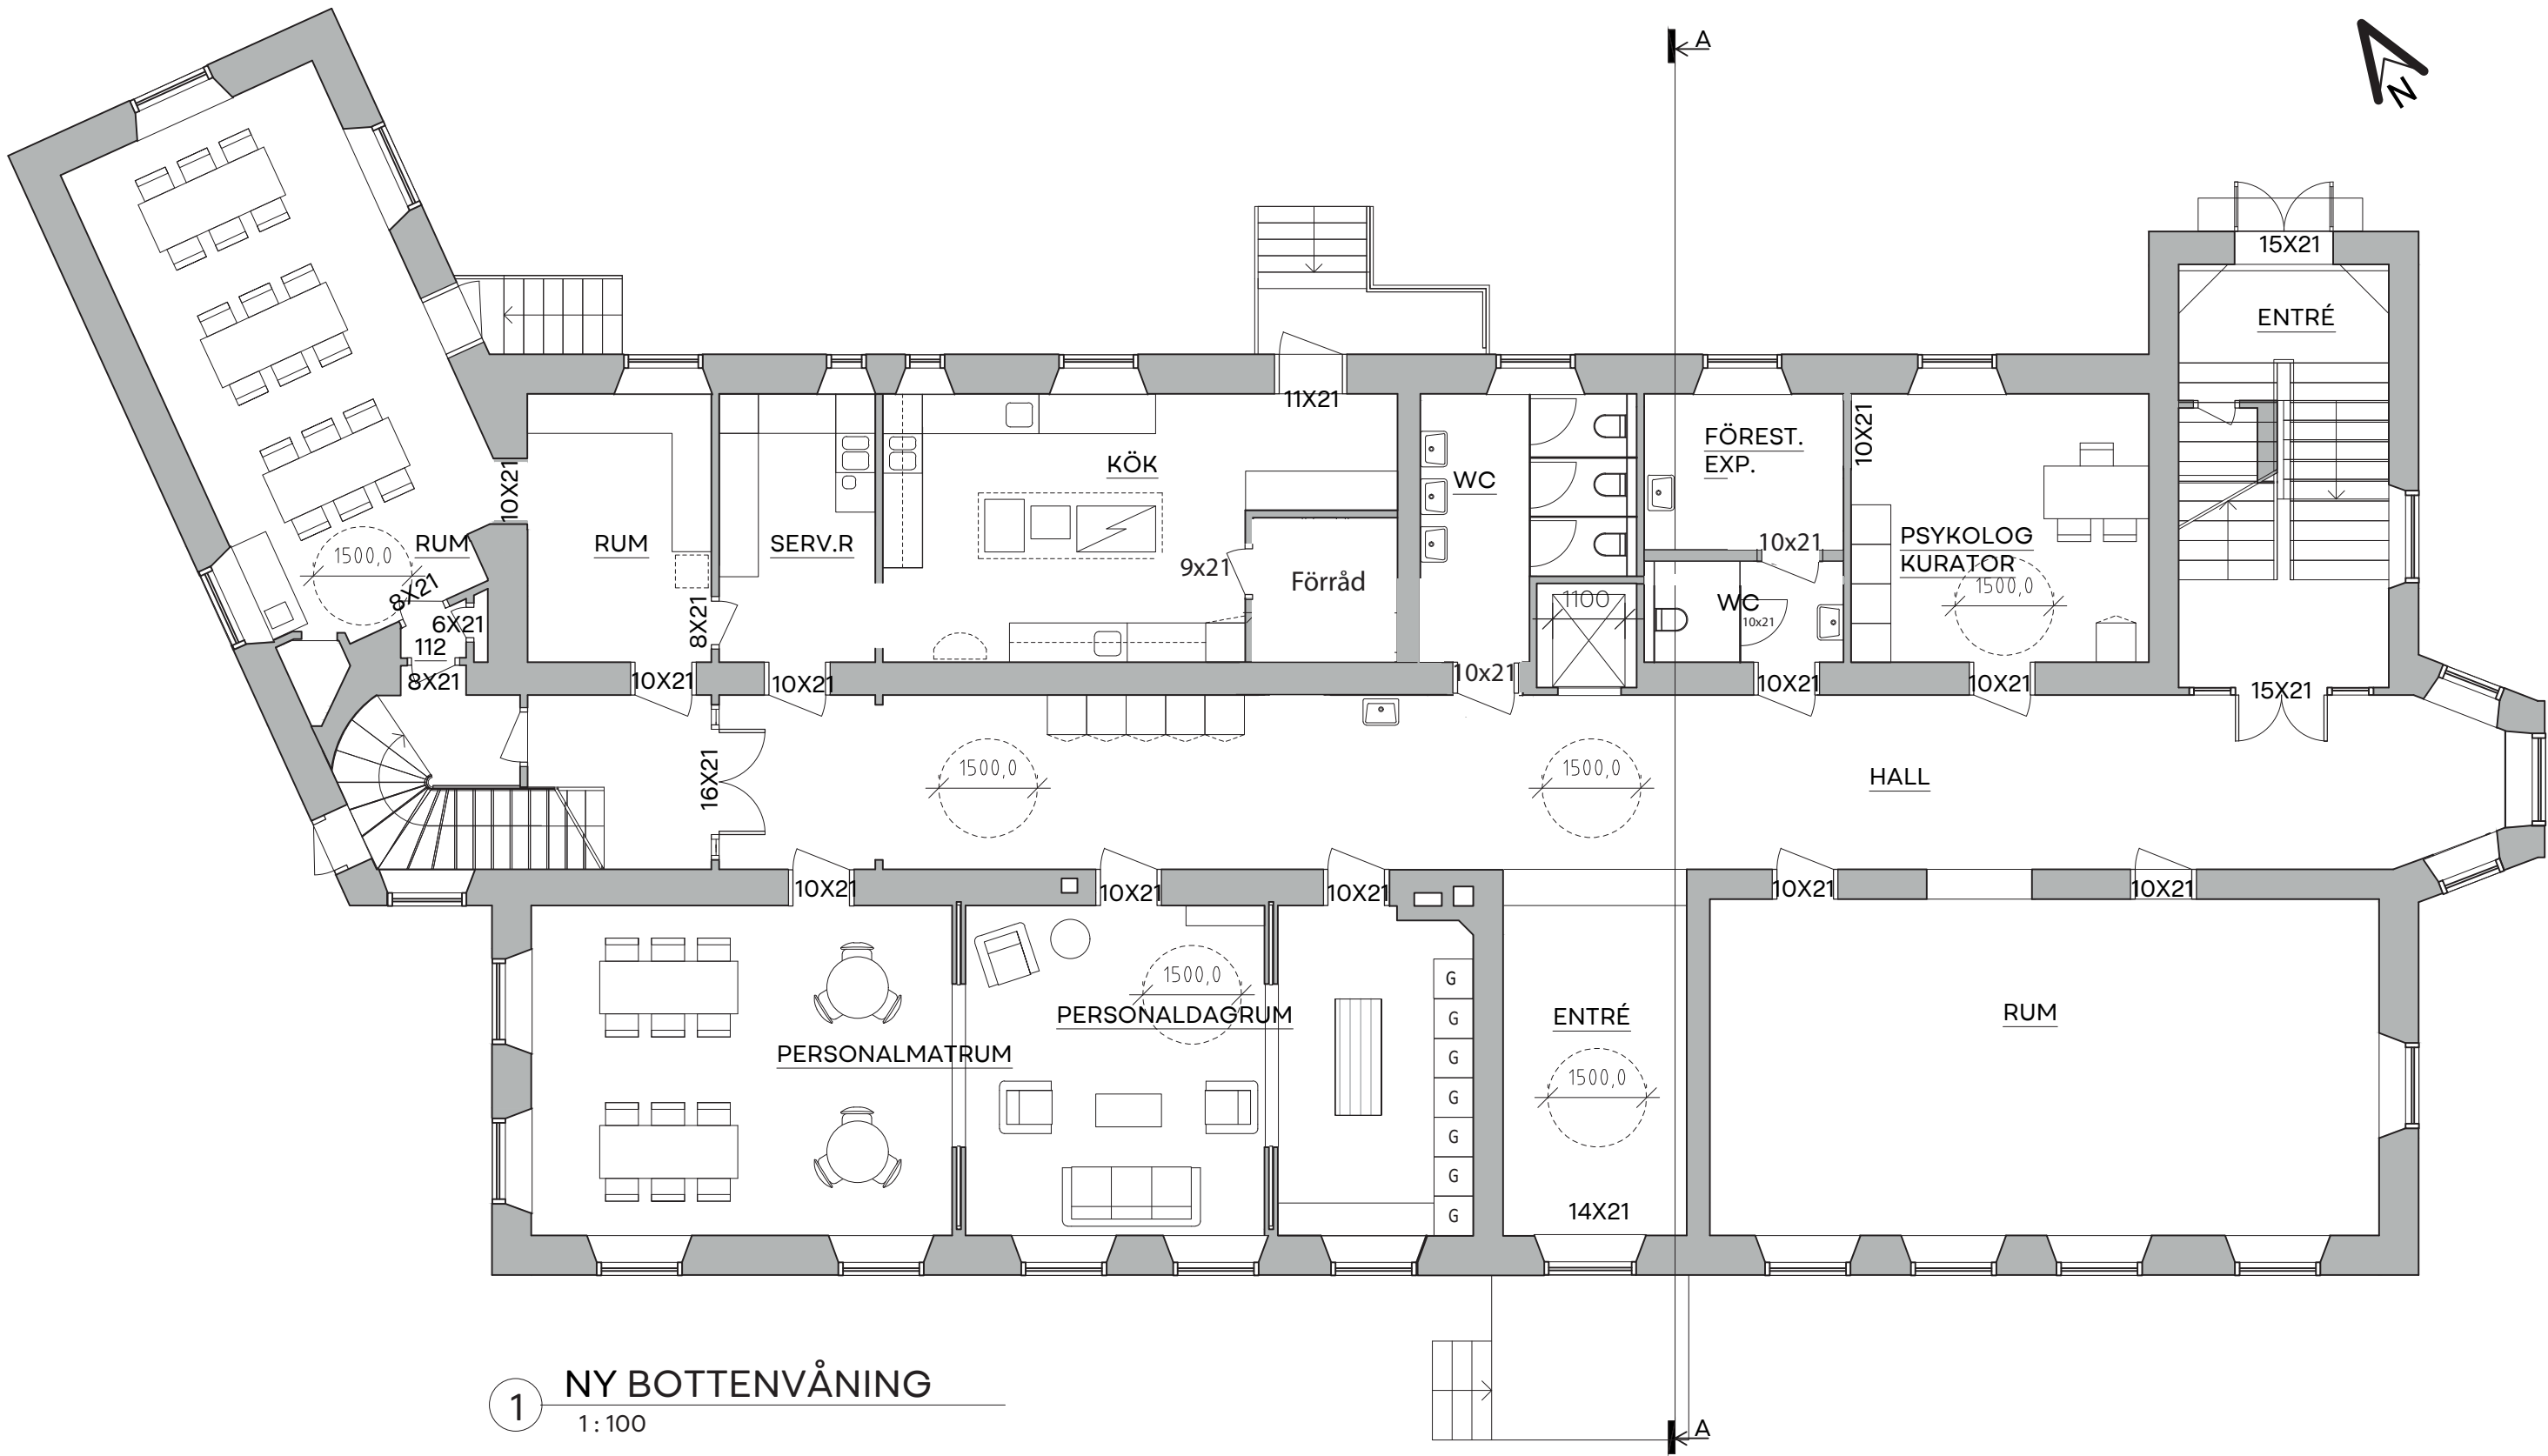 A
N
15X21
ENTRÉ
11X21
10X21
FÖREST.
EXP.
KÖK
WC
10X21
PSYKOLOG
KURATOR
1500,0
RUM
RUM
SERV.R
10x21
1500,0
9x21
Förråd
8X21
6X21
8X21
1100
WC
10x21
112
8X21
10X21
10X21
10x21
10X21
10X21
15X21
16X21
1500,0
1500,0
HALL
10X21
10X21
10X21
10X21
10X21
1500,0
G
G
G
G
G
G
G
PERSONALDAGRUM
ENTRÉ
RUM
PERSONALMATRUM
1500,0
14X21
1
NY BOTTENVÅNING
1 : 100
A